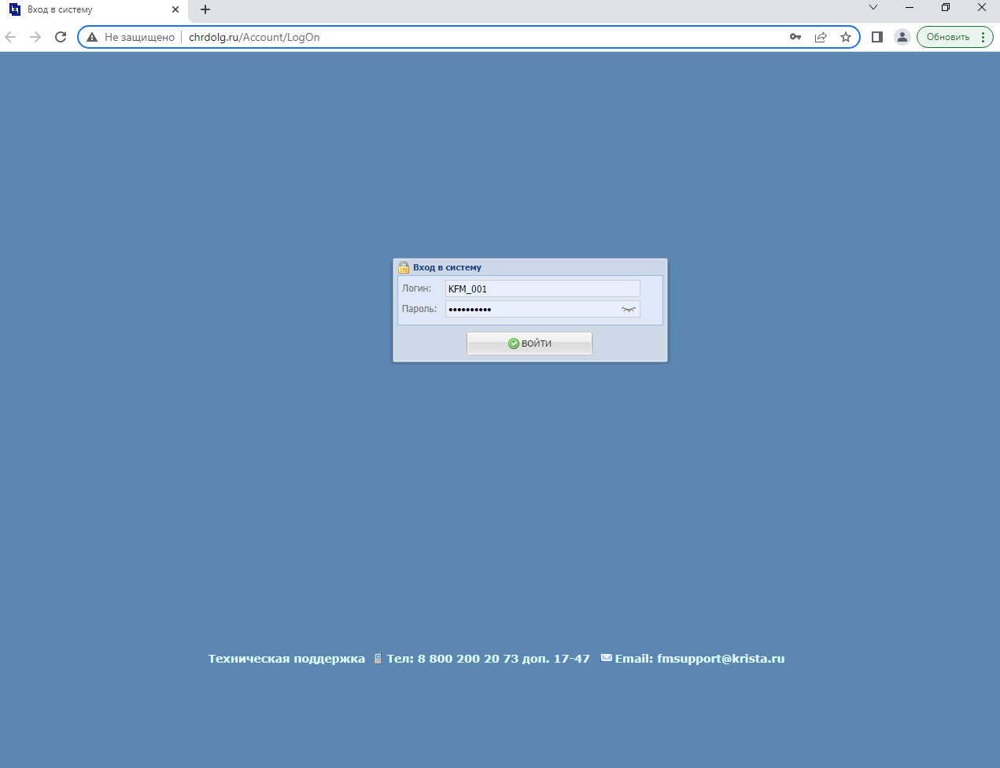 Вход в систему
Не защищено
chrdolg.ru/Account/LogOn
Обновить
Вход в систему
Логин: KFM_001
Пароль: ••••••••••
ВОЙТИ
Техническая поддержка Тел: 8 800 200 20 73 доп. 17-47 Email: fmsupport@krista.ru